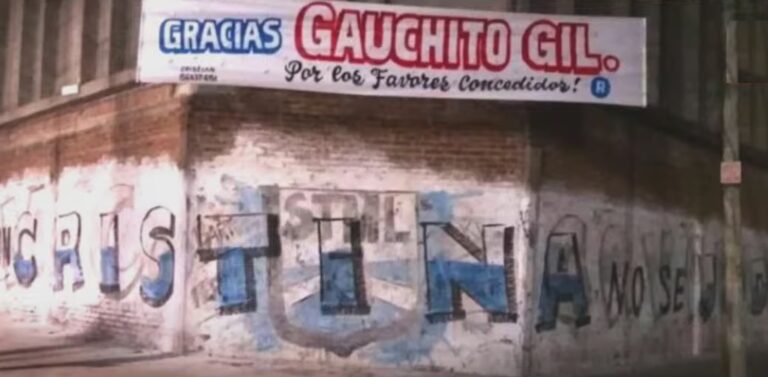 GRACIAS GAUCHITO GIL.
Por los Favores Concedidos! R
CRISTINA NO SE